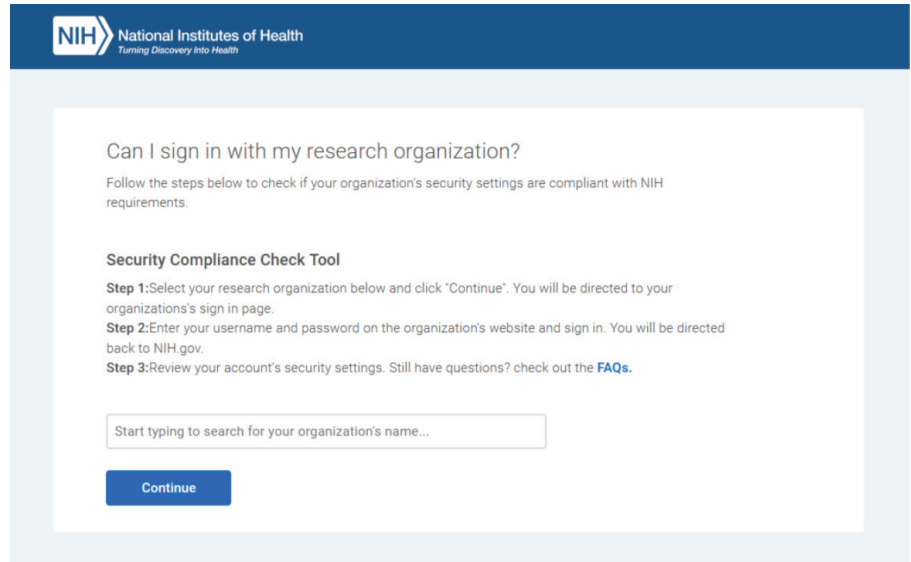 NIH
National Institutes of Health
Turning Discovery Into Health
Can I sign in with my research organization?
Follow the steps below to check if your organization's security settings are compliant with NIH
requirements.
Security Compliance Check Tool
Step 1:Select your research organization below and click "Continue". You will be directed to your
organizations's sign in page.
Step 2:Enter your username and password on the organization's website and sign in. You will be directed
back to NIH.gov.
Step 3:Review your account's security settings. Still have questions? check out the FAQs.
Start typing to search for your organization's name...
Continue